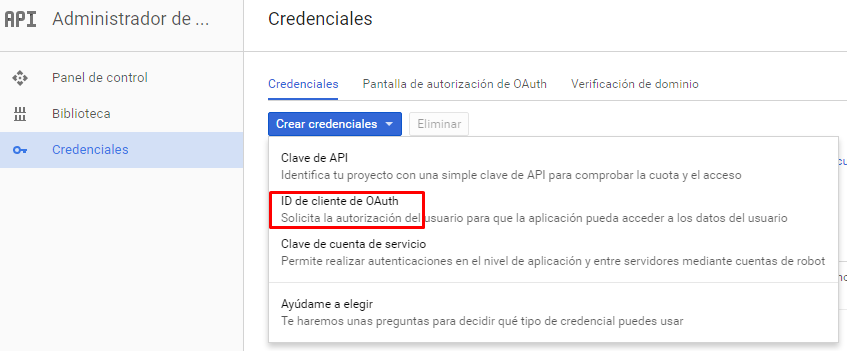 API Administrador de ...
Credenciales
Panel de control
Biblioteca
Credenciales
Credenciales Pantalla de autorización de OAuth Verificación de dominio
Crear credenciales Eliminar
Clave de API
Identifica tu proyecto con una simple clave de API para comprobar la cuota y el acceso
ID de cliente de OAuth
Solicita la autorización del usuario para que la aplicación pueda acceder a los datos del usuario
Clave de cuenta de servicio
Permite realizar autenticaciones en el nivel de aplicación y entre servidores mediante cuentas de robot
Ayúdame a elegir
Te haremos unas preguntas para decidir qué tipo de credencial puedes usar